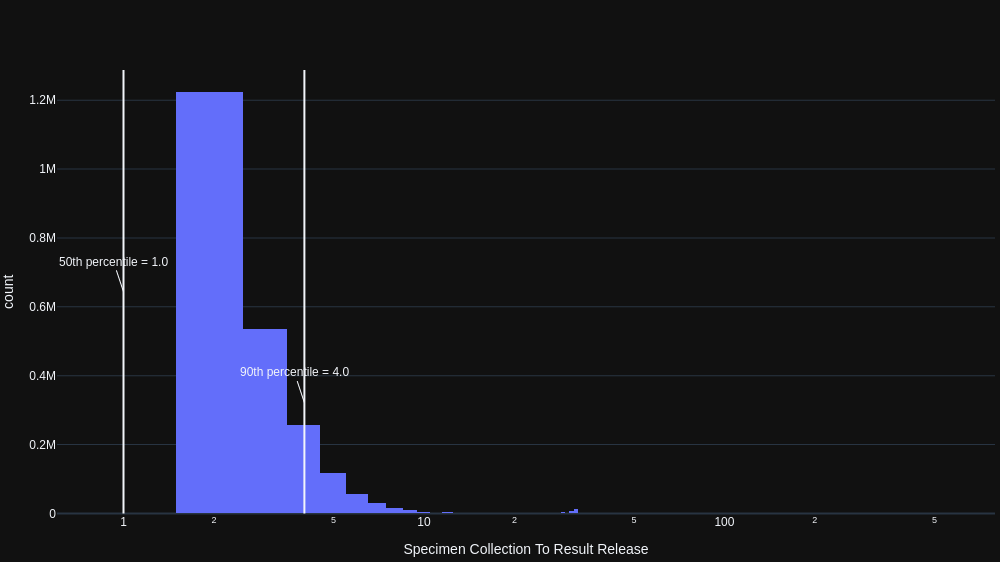 1.2M
1M
0.8M
50th percentile = 1.0
count
0.6M
90th percentile = 4.0
0.4M
0.2M
0
1 2 5 10 2 5 100 2 5
Specimen Collection To Result Release